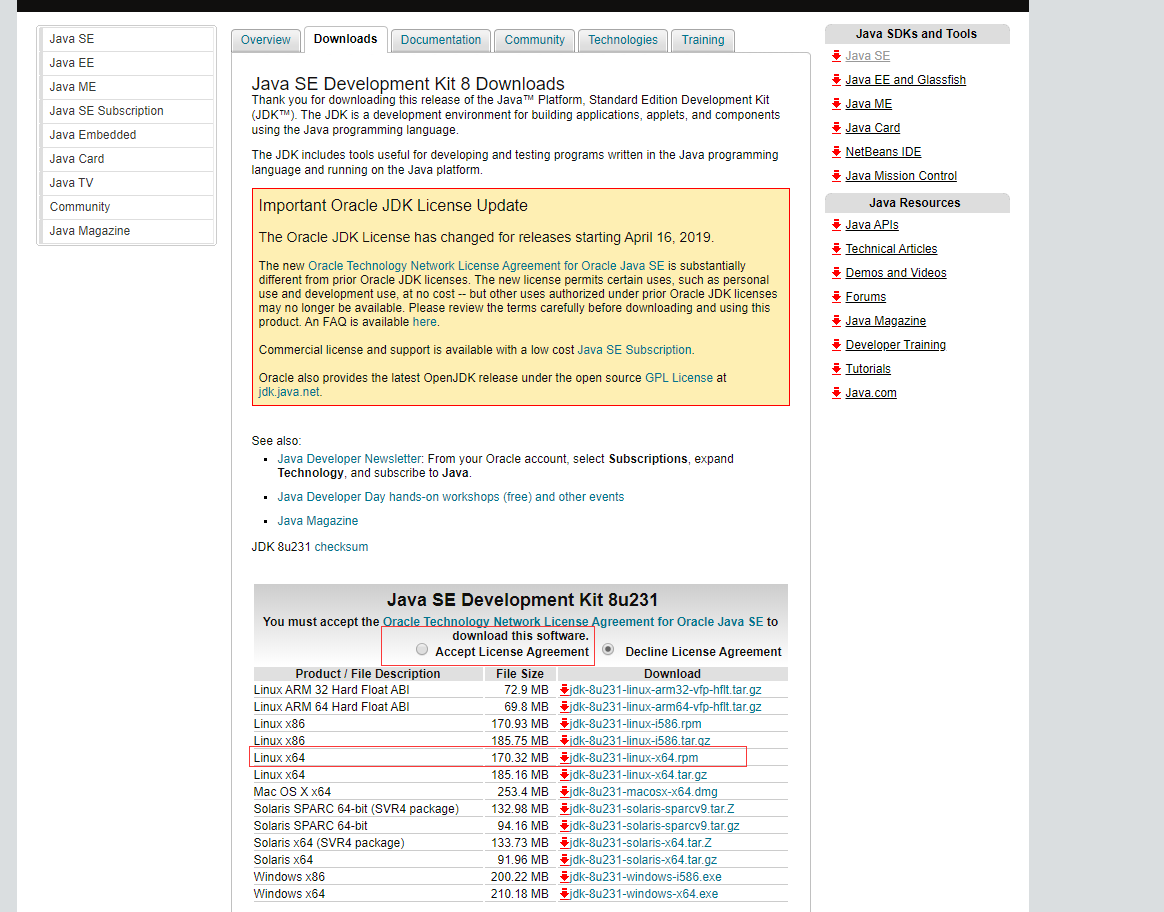 Java SE
Java EE
Java ME
Java SE Subscription
Java Embedded
Java Card
Java TV
Community
Java Magazine
Overview
Downloads
Documentation
Community
Technologies
Training
Java SE Development Kit 8 Downloads
Thank you for downloading this release of the Java™ Platform, Standard Edition Development Kit
(JDK™). The JDK is a development environment for building applications, applets, and components
using the Java programming language.
The JDK includes tools useful for developing and testing programs written in the Java programming
language and running on the Java platform.
Important Oracle JDK License Update
The Oracle JDK License has changed for releases starting April 16, 2019.
The new Oracle Technology Network License Agreement for Oracle Java SE is substantially
different from prior Oracle JDK licenses. The new license permits certain uses, such as personal
use and development use, at no cost -- but other uses authorized under prior Oracle JDK licenses
may no longer be available. Please review the terms carefully before downloading and using this
product. An FAQ is available here.
Commercial license and support is available with a low cost Java SE Subscription.
Oracle also provides the latest OpenJDK release under the open source GPL License at
jdk.java.net.
See also:
Java Developer Newsletter: From your Oracle account, select Subscriptions, expand
Technology, and subscribe to Java.
Java Developer Day hands-on workshops (free) and other events
Java Magazine
JDK 8u231 checksum
Java SE Development Kit 8u231
You must accept the Oracle Technology Network License Agreement for Oracle Java SE to
download this software.
Accept License Agreement Decline License Agreement
Product / File Description File Size Download
Linux ARM 32 Hard Float ABI 72.9 MB jdk-8u231-linux-arm32-vfp-hflt.tar.gz
Linux ARM 64 Hard Float ABI 69.8 MB jdk-8u231-linux-arm64-vfp-hflt.tar.gz
Linux x86 170.93 MB jdk-8u231-linux-i586.rpm
Linux x86 185.75 MB jdk-8u231-linux-i586.tar.gz
Linux x64 170.32 MB jdk-8u231-linux-x64.rpm
Linux x64 185.16 MB jdk-8u231-linux-x64.tar.gz
Mac OS X x64 253.4 MB jdk-8u231-macosx-x64.dmg
Solaris SPARC 64-bit (SVR4 package) 132.98 MB jdk-8u231-solaris-sparcv9.tar.Z
Solaris SPARC 64-bit 94.16 MB jdk-8u231-solaris-sparcv9.tar.gz
Solaris x64 (SVR4 package) 133.73 MB jdk-8u231-solaris-x64.tar.Z
Solaris x64 91.96 MB jdk-8u231-solaris-x64.tar.gz
Windows x86 200.22 MB jdk-8u231-windows-i586.exe
Windows x64 210.18 MB jdk-8u231-windows-x64.exe
Java SDKs and Tools
Java SE
Java EE and Glassfish
Java ME
Java Card
NetBeans IDE
Java Mission Control
Java Resources
Java APIs
Technical Articles
Demos and Videos
Forums
Java Magazine
Developer Training
Tutorials
Java.com